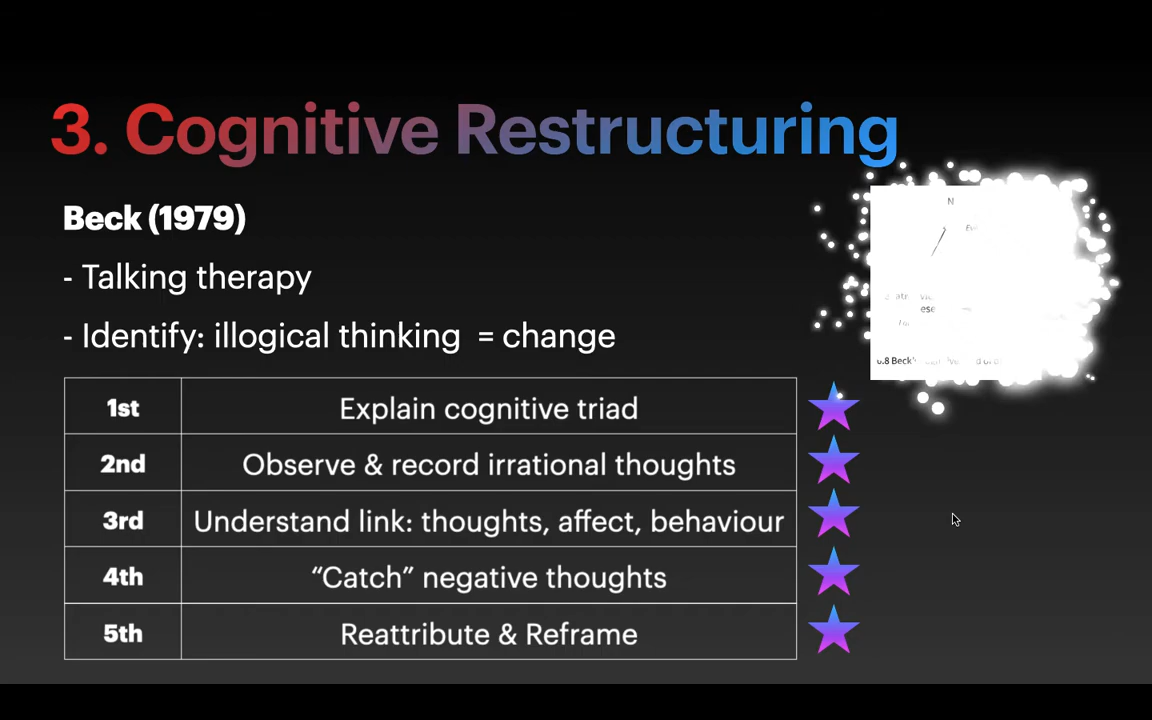 3. Cognitive Restructuring
Beck (1979)
- Talking therapy
- Identify: illogical thinking = change
1st Explain cognitive triad
2nd Observe & record irrational thoughts
3rd Understand link: thoughts, affect, behaviour
4th “Catch” negative thoughts
5th Reattribute & Reframe